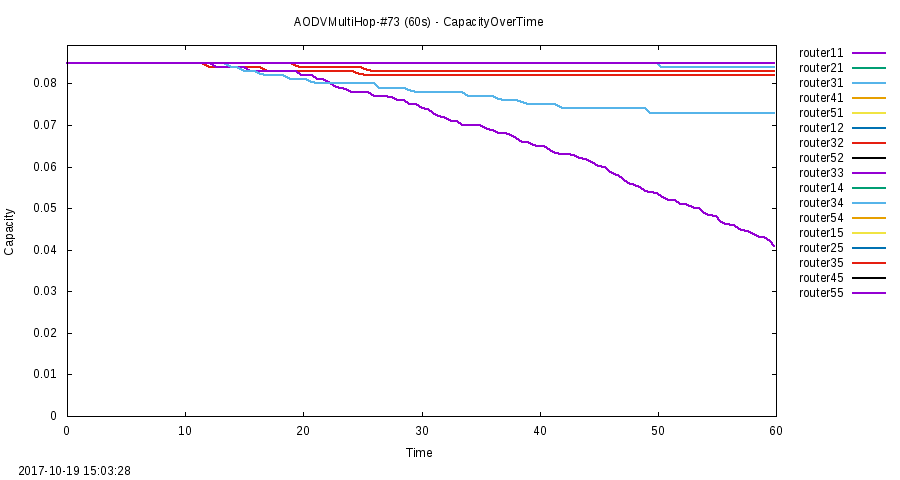 AODVMultiHop-#73 (60s) - CapacityOverTime
router11
router21
router31
router41
router51
router12
router32
router52
router33
router14
router34
router54
router15
router25
router35
router45
router55
Capacity
0.08
0.07
0.06
0.05
0.04
0.03
0.02
0.01
0
0 10 20 30 40 50 60
Time
2017-10-19 15:03:28